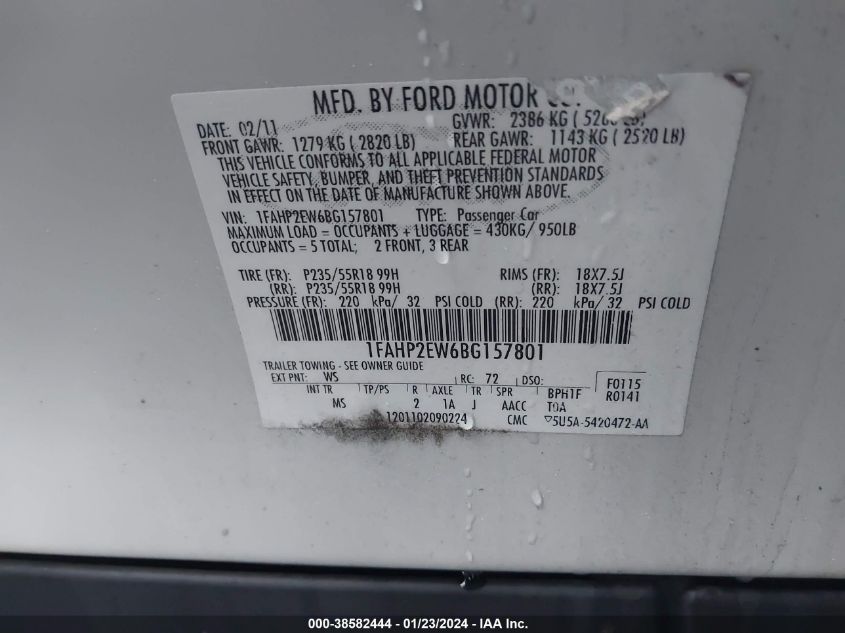 MFD. BY FORD MOTOR
DATE: 02/11 GVWR: 2386 KG
FRONT GAWR: 1279 KG ( 2820 LB) REAR GAWR: 1143 KG ( 2520 LB)
THIS VEHICLE CONFORMS TO ALL APPLICABLE FEDERAL MOTOR
VEHICLE SAFETY, BUMPER, AND THEFT PREVENTION STANDARDS
IN EFFECT ON THE DATE OF MANUFACTURE SHOWN ABOVE.
VIN: 1FAHP2EW6BG157801 TYPE: Passenger Car
MAXIMUM LOAD = OCCUPANTS + LUGGAGE = 430KG/ 950LB
OCCUPANTS = 5 TOTAL; 2 FRONT, 3 REAR
TIRE (FR): P235/55R18 99H RIMS (FR): 18X7.5J
(RR): P235/55R18 99H (RR): 18X7.5J
PRESSURE (FR): 220 kPa/ 32 PSI COLD (RR): 220 kPa/ 32 PSI COLD
1FAHP2EW6BG157801
TRAILER TOWING - SEE OWNER GUIDE
EXT PNT: WS RC: 72 DSO: F0115
R0141
INT TR TP/PS R AXLE TR SPR BPH1F
MS 2 1A J AACC T0A
1201102090224 CMC ▽5U5A-5420472-AA
000-38582444 - 01/23/2024 - IAA Inc.